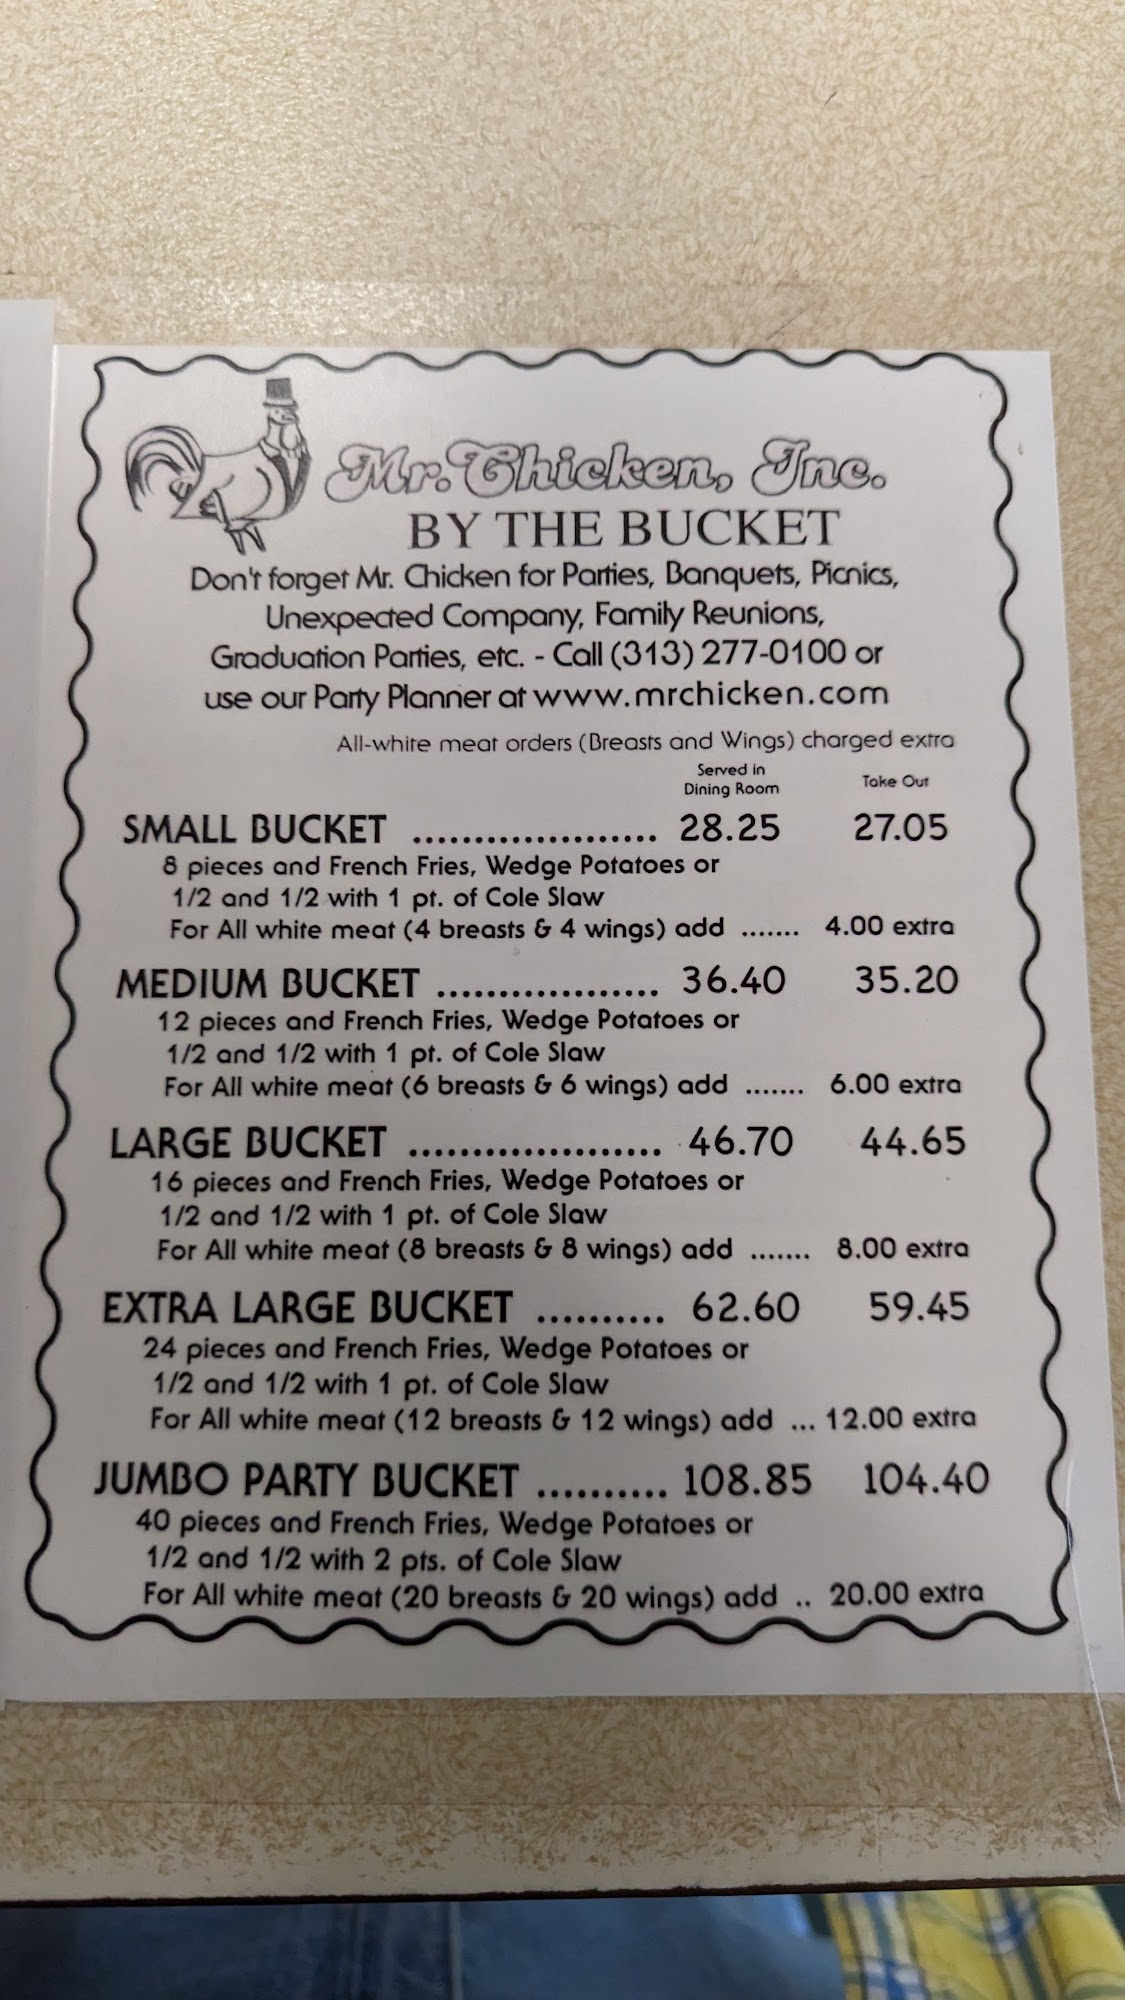 Mr. Chicken, Inc.
BY THE BUCKET
Don't forget Mr. Chicken for Parties, Banquets, Picnics,
Unexpected Company, Family Reunions,
Graduation Parties, etc. - Call (313) 277-0100 or
use our Party Planner at www.mrchicken.com
All-white meat orders (Breasts and Wings) charged extra
Served in
Dining Room Take Out
SMALL BUCKET .................... 28.25 27.05
8 pieces and French Fries, Wedge Potatoes or
1/2 and 1/2 with 1 pt. of Cole Slaw
For All white meat (4 breasts & 4 wings) add ....... 4.00 extra
MEDIUM BUCKET .................. 36.40 35.20
12 pieces and French Fries, Wedge Potatoes or
1/2 and 1/2 with 1 pt. of Cole Slaw
For All white meat (6 breasts & 6 wings) add ....... 6.00 extra
LARGE BUCKET .................... 46.70 44.65
16 pieces and French Fries, Wedge Potatoes or
1/2 and 1/2 with 1 pt. of Cole Slaw
For All white meat (8 breasts & 8 wings) add ....... 8.00 extra
EXTRA LARGE BUCKET .......... 62.60 59.45
24 pieces and French Fries, Wedge Potatoes or
1/2 and 1/2 with 1 pt. of Cole Slaw
For All white meat (12 breasts & 12 wings) add ... 12.00 extra
JUMBO PARTY BUCKET .......... 108.85 104.40
40 pieces and French Fries, Wedge Potatoes or
1/2 and 1/2 with 2 pts. of Cole Slaw
For All white meat (20 breasts & 20 wings) add .. 20.00 extra